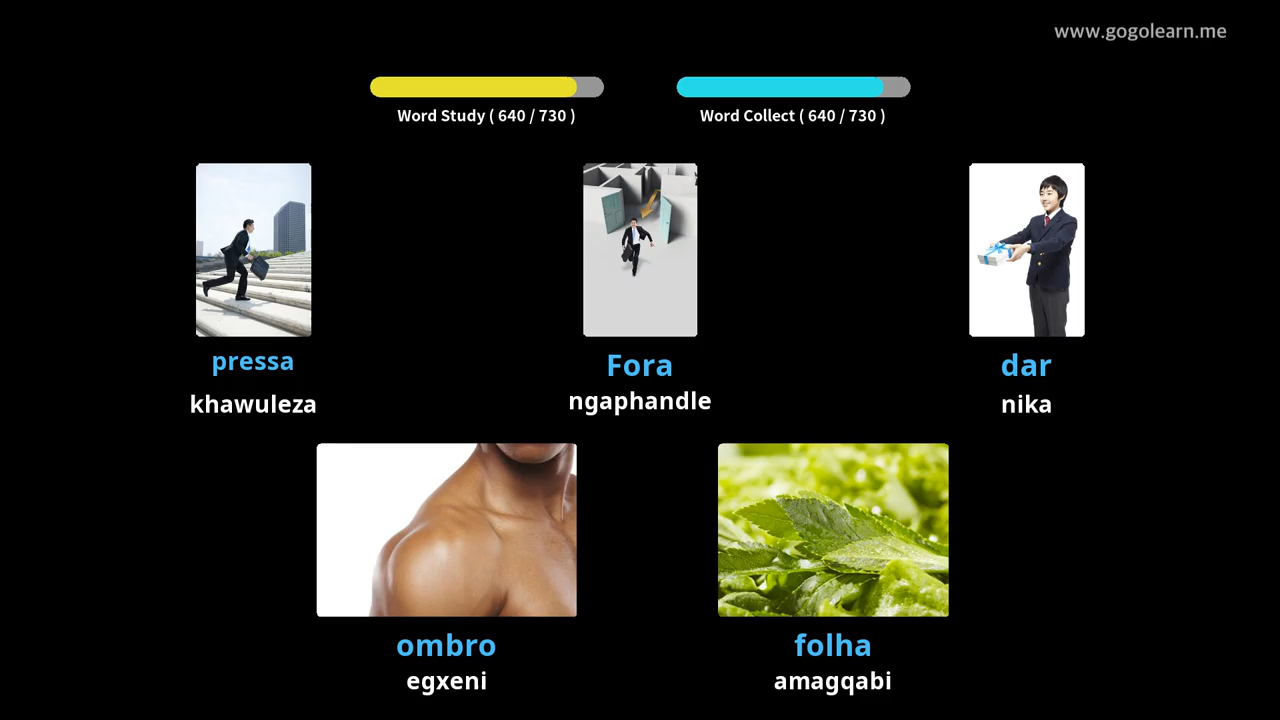 www.gogolearn.me
Word Study ( 640 / 730 )
Word Collect ( 640 / 730 )
pressa
khawuleza
Fora
ngaphandle
dar
nika
ombro
egxeni
folha
amagqabi